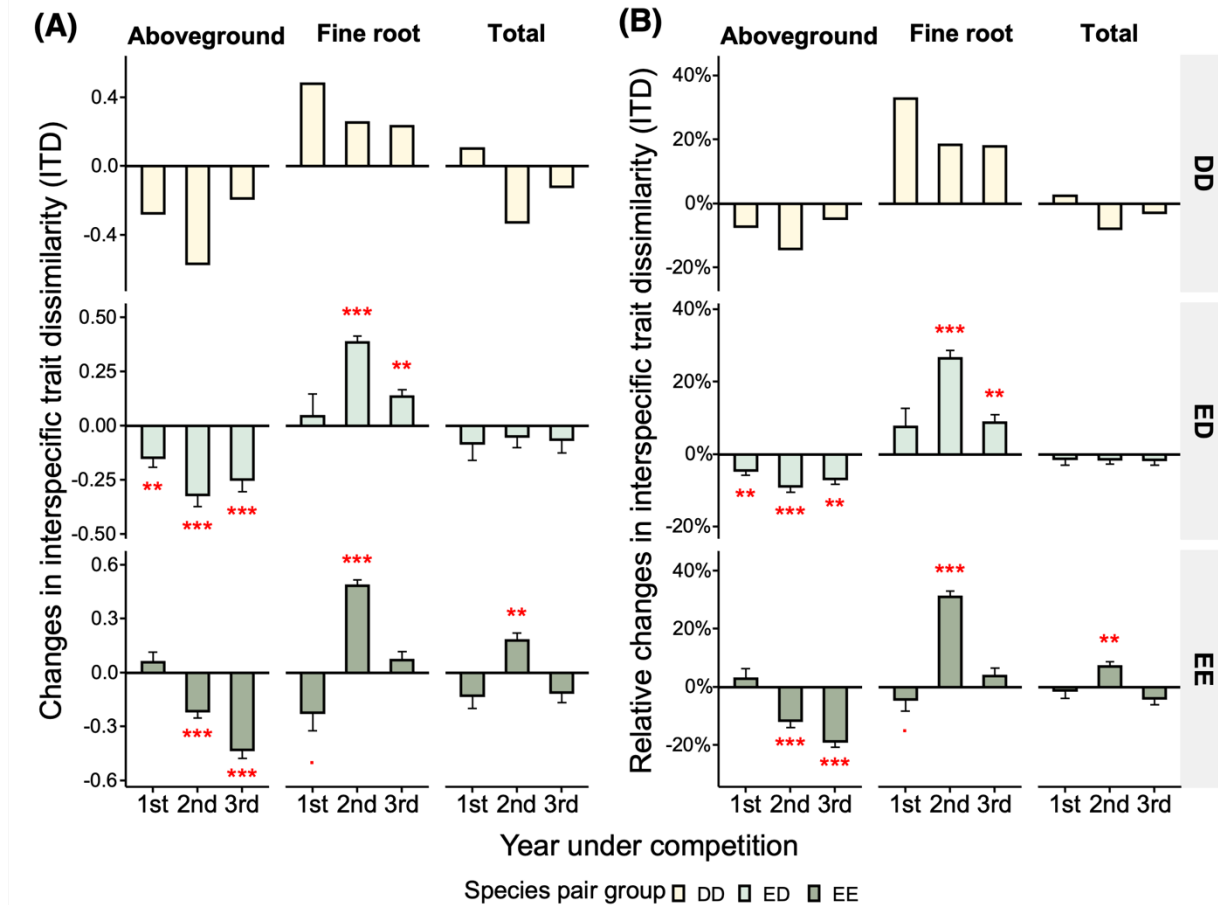 (A)
Aboveground Fine root Total
Changes in interspecific trait dissimilarity (ITD)
0.4
0.0
-0.4
0.50
0.25
0.00
-0.25
-0.50
0.6
0.3
0.0
-0.3
-0.6
** *** ***
*** **
*** ***
.
***
**
1st 2nd 3rd 1st 2nd 3rd 1st 2nd 3rd
(B)
Aboveground Fine root Total
Relative changes in interspecific trait dissimilarity (ITD)
40%
20%
0%
-20%
40%
20%
0%
-20%
40%
20%
0%
-20%
** *** **
*** **
*** ***
.
***
**
1st 2nd 3rd 1st 2nd 3rd 1st 2nd 3rd
DD
ED
EE
Year under competition
Species pair group DD ED EE